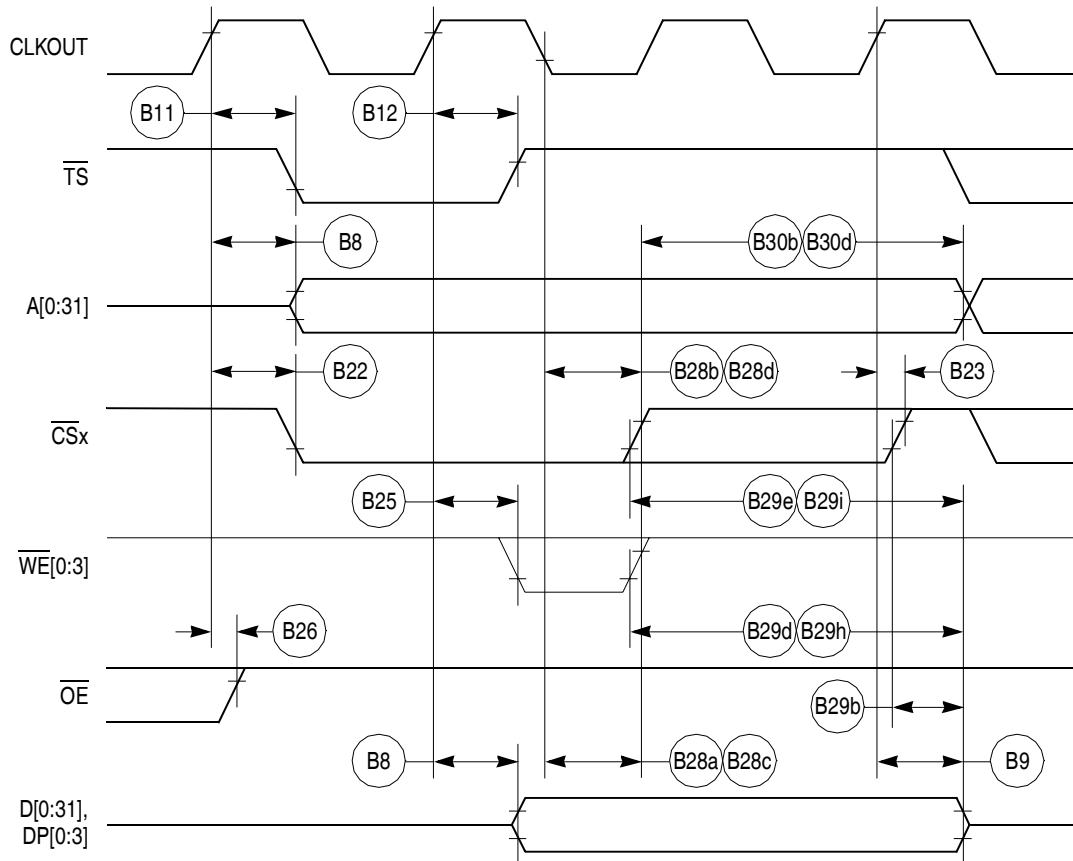 CLKOUT
B11
B12
TS
B8
B30b B30d
A[0:31]
B22
B28b B28d
B23
CSx
B25
B29e B29i
WE[0:3]
B26
B29d B29h
OE
B29b
B8
B28a B28c
B9
D[0:31],
DP[0:3]